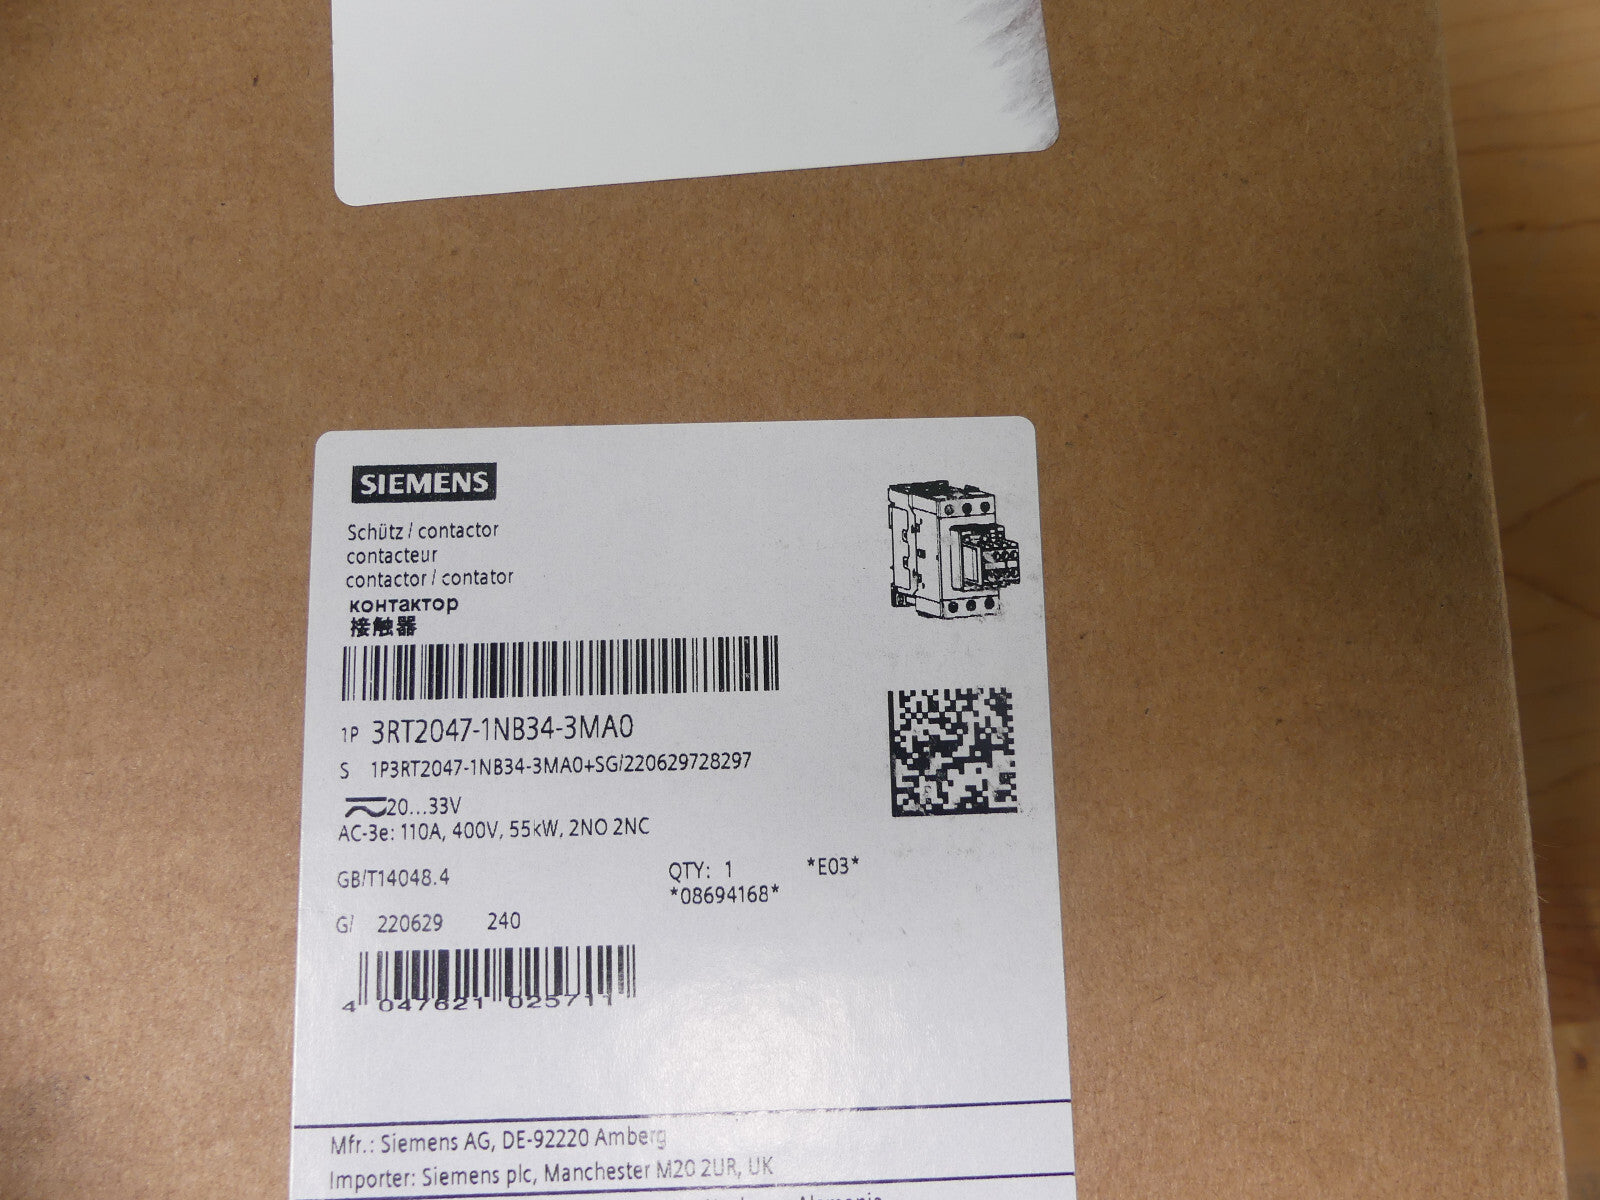 SIEMENS
Schütz / contactor
contacteur
contactor / contator
контактор
接触器
1P 3RT2047-1NB34-3MA0
S 1P3RT2047-1NB34-3MA0+SG/220629728297
20...33V
AC-3e: 110A, 400V, 55kW, 2NO 2NC
GB/T14048.4
QTY: 1 *E03*
*08694168*
G/ 220629 240
4 047621 025711
Mfr.: Siemens AG, DE-92220 Amberg
Importer: Siemens plc, Manchester M20 2UR, UK